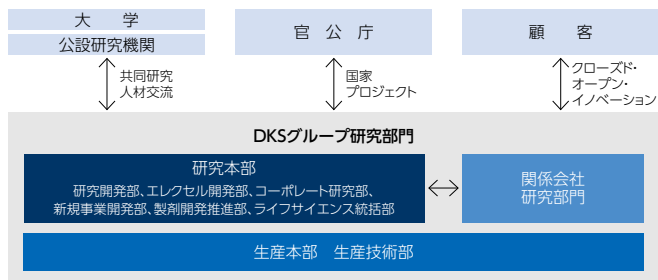 大　学
公設研究機関
官 公 庁
顧　客
共同研究
人材交流
国家
プロジェクト
クローズド・
オープン・
イノベーション
DKSグループ研究部門
研究本部
研究開発部、エレクセル開発部、コーポレート研究部、
新規事業開発部、製剤開発推進部、ライフサイエンス統括部
関係会社
研究部門
生産本部　生産技術部